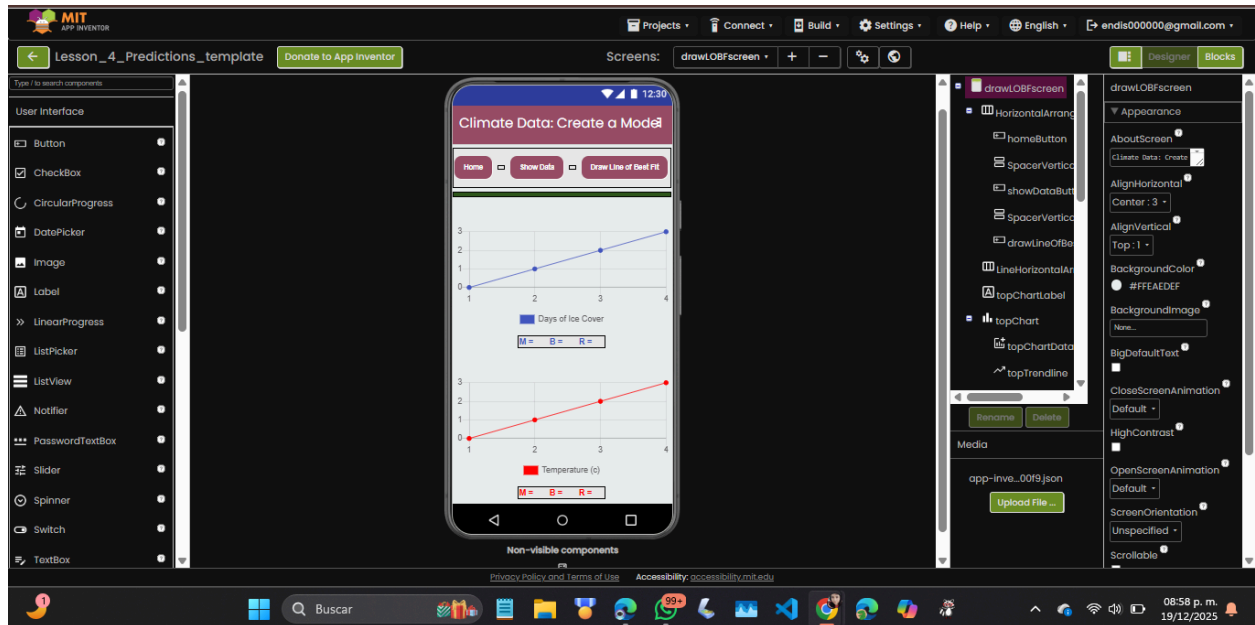 MIT
APP INVENTOR
Projects
Connect
Build
Settings
Help
English
endis000000@gmail.com
Lesson_4_Predictions_template
Donate to App Inventor
Screens:
drawLOBFscreen
Designer
Blocks
Type / to search components
User Interface
Button
CheckBox
CircularProgress
DatePicker
Image
Label
LinearProgress
ListPicker
ListView
Notifier
PasswordTextBox
Slider
Spinner
Switch
TextBox
12:30
Climate Data: Create a Model
Home
Show Data
Draw Line of Best Fit
3
2
1
0
1 2 3 4
Days of Ice Cover
M = B = R =
3
2
1
0
1 2 3 4
Temperature (c)
M = B = R =
Non-visible components
drawLOBFscreen
HorizontalArrang
homeButton
SpacerVertica
showDataButt
SpacerVertica
drawLineOfBe
LineHorizontalAr
topChartLabel
topChart
topChartData
topTrendline
Rename
Delete
Media
app-inve...00f9.json
Upload File ...
drawLOBFscreen
Appearance
AboutScreen
Climate Data: Create
AlignHorizontal
Center : 3
AlignVertical
Top : 1
BackgroundColor
#FFEAEDEF
BackgroundImage
None...
BigDefaultText
CloseScreenAnimation
Default
HighContrast
OpenScreenAnimation
Default
ScreenOrientation
Unspecified
Scrollable
Privacy Policy and Terms of Use
Accessibility: accessibility.mit.edu
1
Buscar
99+
08:58 p. m.
19/12/2025